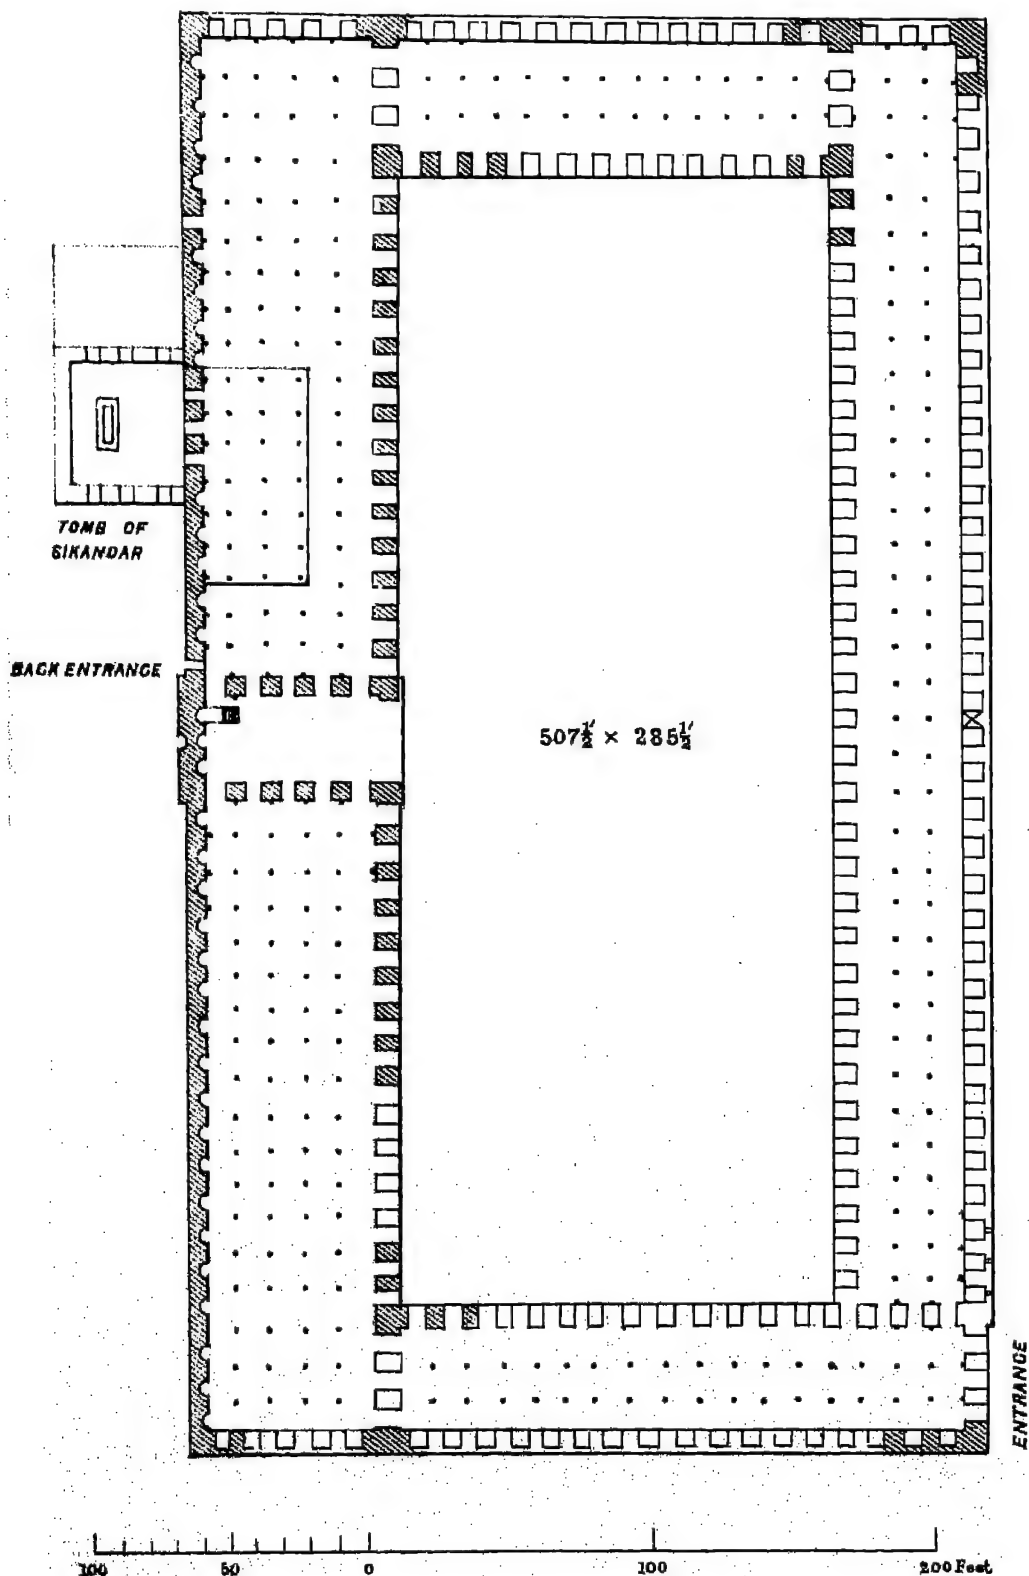 TOMB OF
SIKANDAR
BACK ENTRANCE
507½′ × 285½′
ENTRANCE
100 50 0 100 200 Feet